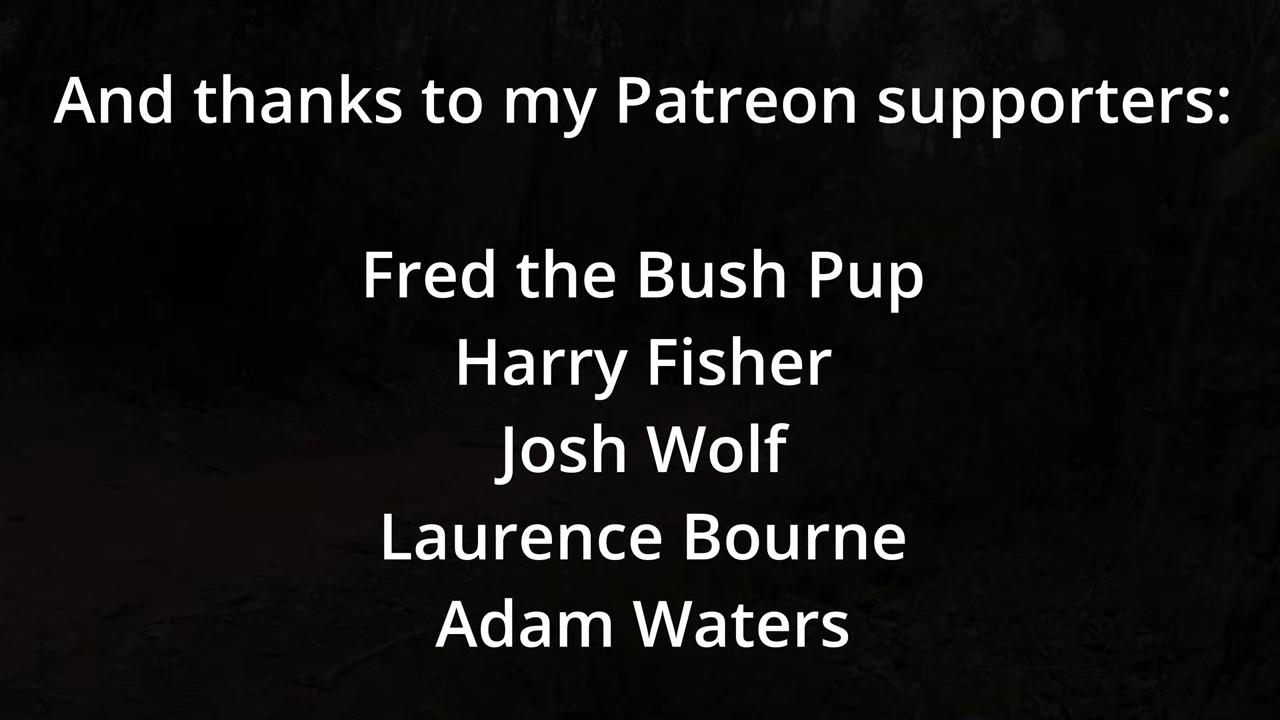 And thanks to my Patreon supporters:
Fred the Bush Pup
Harry Fisher
Josh Wolf
Laurence Bourne
Adam Waters